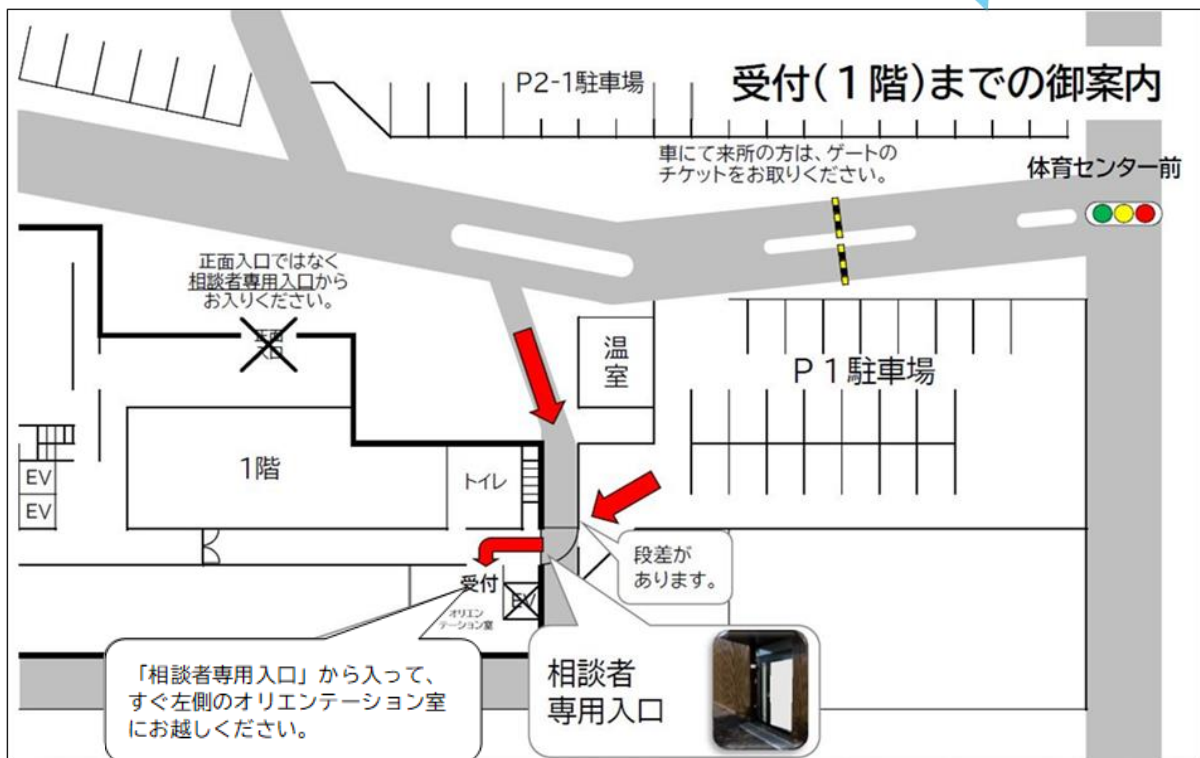 P2-1駐車場
受付(1階)までの御案内
車にて来所の方は、ゲートの
チケットをお取りください。
体育センター前
正面入口ではなく
相談者専用入口から
お入りください。
正面
入口
温室
P1駐車場
1階
トイレ
EV
EV
段差が
あります。
受付
EV
オリエン
テーション室
相談者
専用入口
「相談者専用入口」から入って、
すぐ左側のオリエンテーション室
にお越しください。